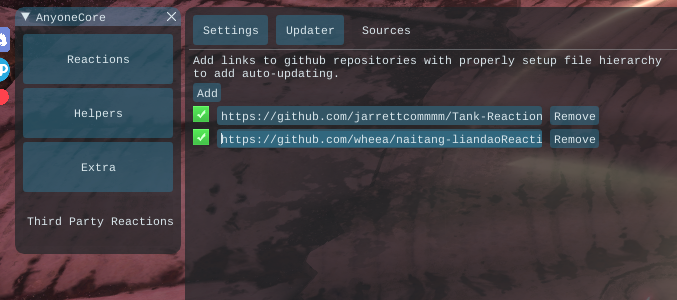 AnyoneCore
Reactions
Helpers
Extra
Third Party Reactions
Settings Updater Sources
Add links to github repositories with properly setup file hierarchy
to add auto-updating.
Add
https://github.com/jarrettcommmm/Tank-Reaction Remove
https://github.com/wheea/naitang-liandaoReacti Remove